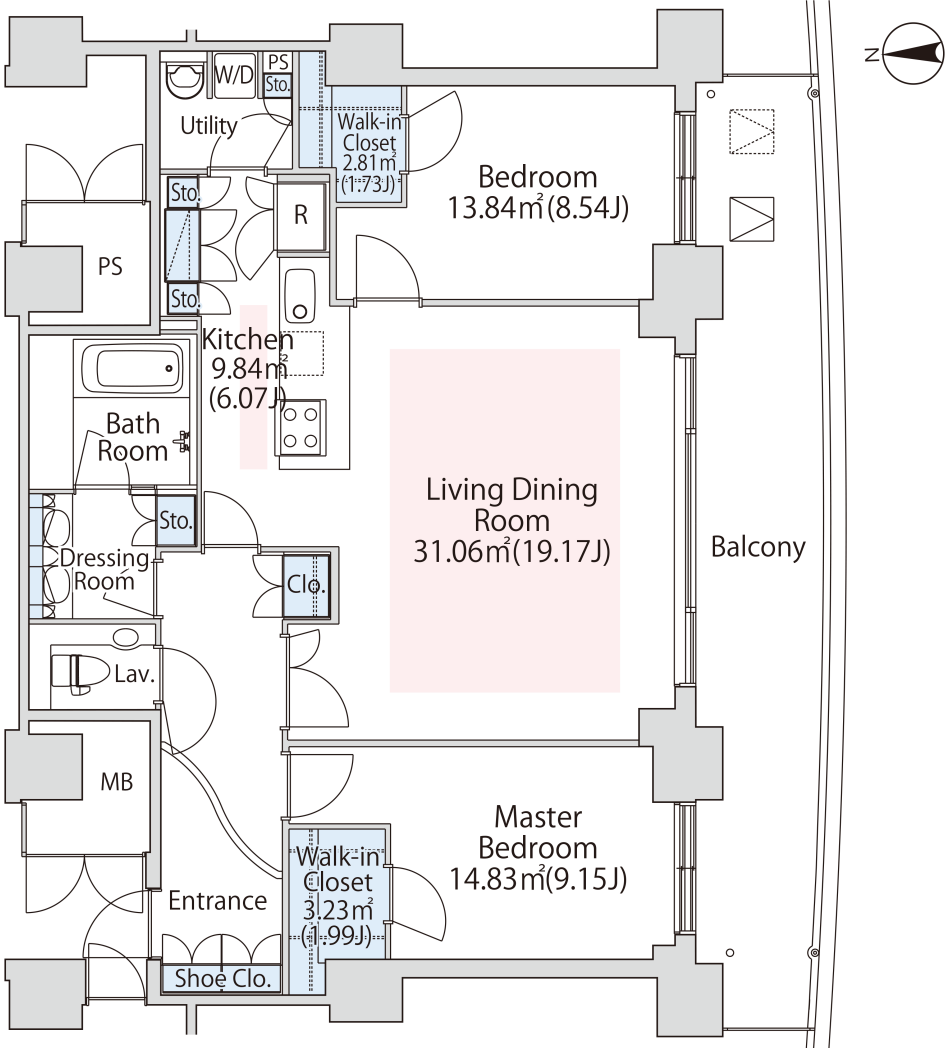 N
W/D
PS
Sto.
Utility
Walk-in
Closet
2.81㎡
(1.73J)
Bedroom
13.84㎡(8.54J)
Sto.
R
PS
Sto.
Kitchen
9.84㎡
(6.07J)
Bath
Room
Living Dining
Room
31.06㎡(19.17J)
Balcony
Sto.
Dressing
Room
Clo.
Lav.
MB
Master
Bedroom
14.83㎡(9.15J)
Walk-in
Closet
3.23㎡
(1.99J)
Entrance
Shoe Clo.